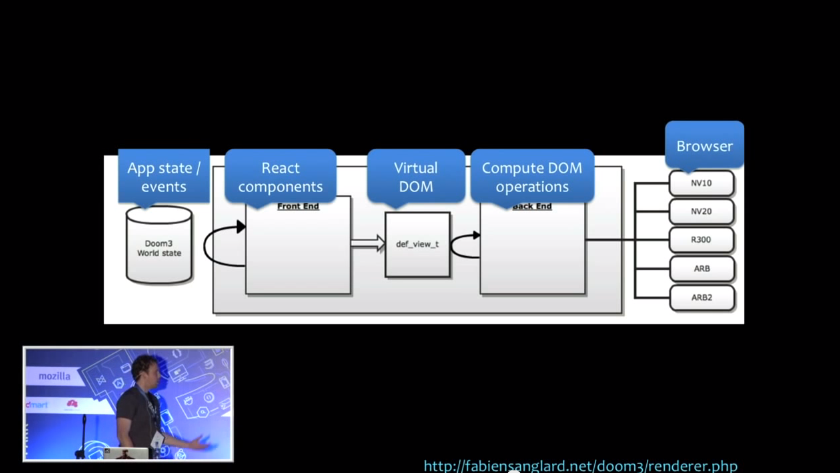 App state /
events
React
components
Virtual
DOM
Compute DOM
operations
Browser
Doom3
World state
Front End
def_view_t
Back End
NV10
NV20
R300
ARB
ARB2
mozilla
http://fabiensanglard.net/doom3/renderer.php